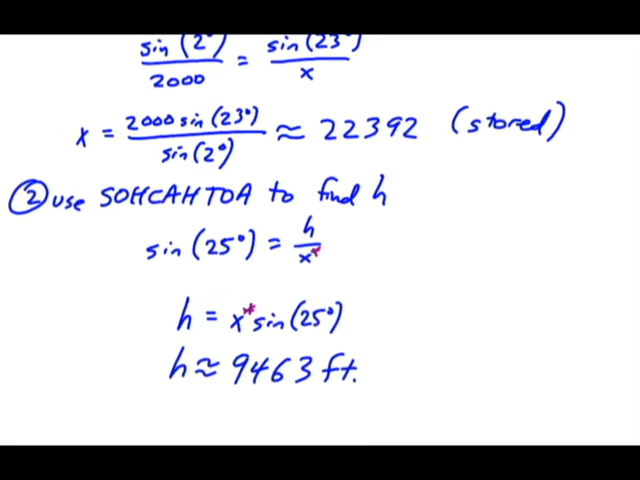 sin(2°)/2000 = sin(23°)/x
x = 2000 sin(23°)/sin(2°) ≈ 22392 (stored)
② use SOHCAHTOA to find h
sin(25°) = h/x*
h = x* sin(25°)
h ≈ 9463 ft.